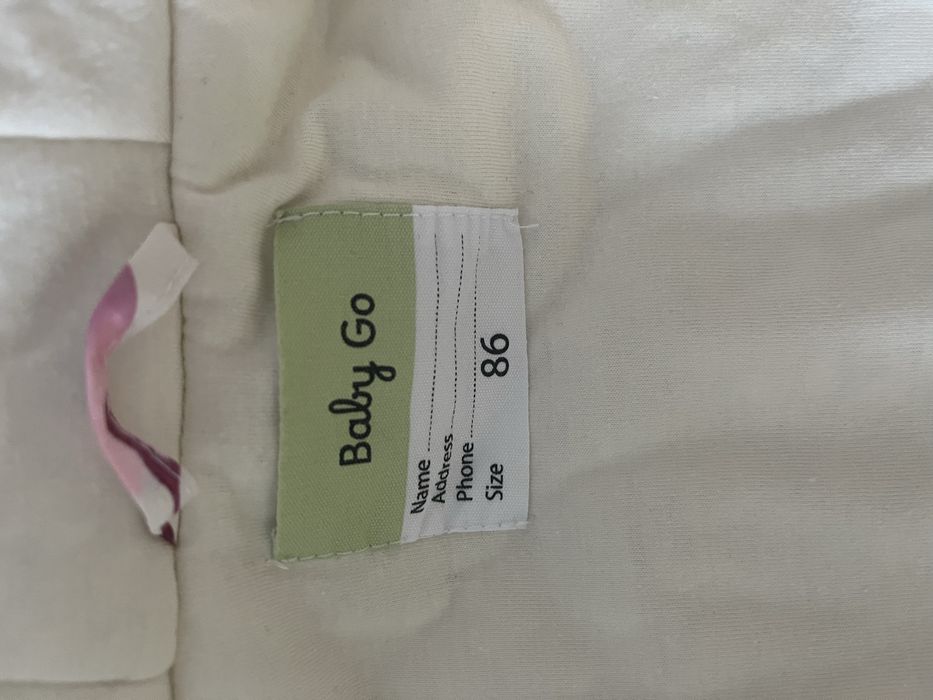 Baby Go
Name
Address
Phone
Size 86